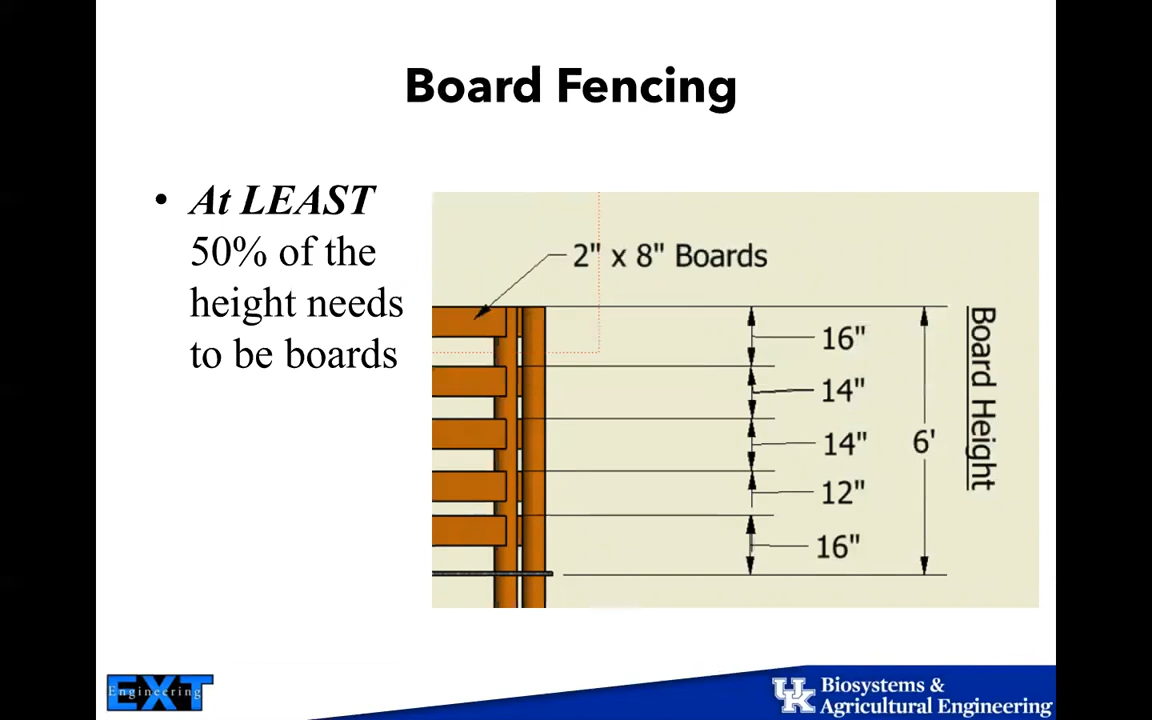 Board Fencing
• At LEAST
50% of the
height needs
to be boards
2" x 8" Boards
16"
14"
14"
12"
16"
6'
Board Height
EXT
Engineering
UK
Biosystems &
Agricultural Engineering